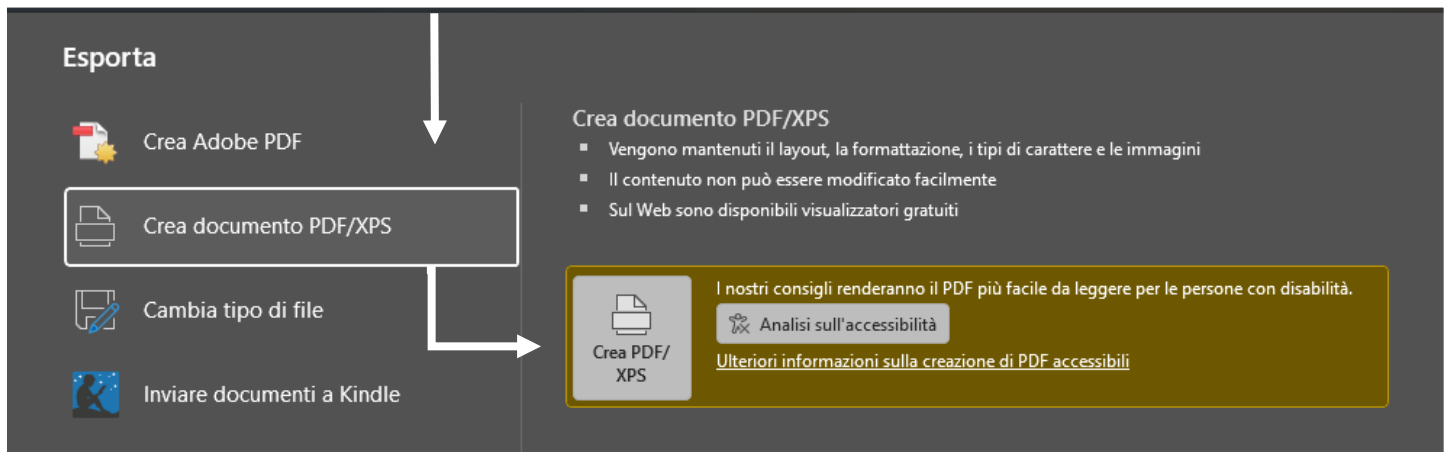 Esporta
Crea Adobe PDF
Crea documento PDF/XPS
Cambia tipo di file
Inviare documenti a Kindle
Crea documento PDF/XPS
Vengono mantenuti il layout, la formattazione, i tipi di carattere e le immagini
Il contenuto non può essere modificato facilmente
Sul Web sono disponibili visualizzatori gratuiti
Crea PDF/
XPS
I nostri consigli renderanno il PDF più facile da leggere per le persone con disabilità.
Analisi sull'accessibilità
Ulteriori informazioni sulla creazione di PDF accessibili